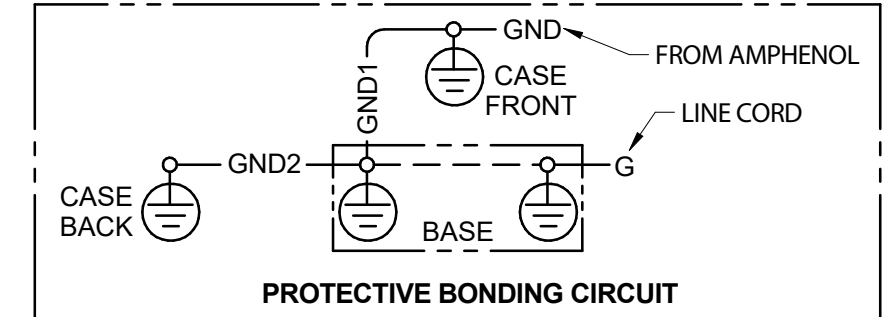 GND
FROM AMPHENOL
CASE
FRONT
GND1
LINE CORD
GND2
G
CASE
BACK
BASE
PROTECTIVE BONDING CIRCUIT